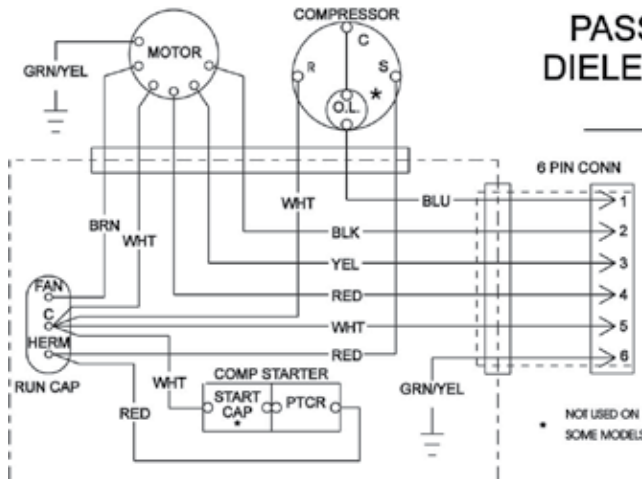 COMPRESSOR
PASS
DIELE
MOTOR
C
R
S
GRN/YEL
O.L.
*
6 PIN CONN
WHT
BLU
1
BRN
WHT
BLK
2
YEL
3
FAN
RED
4
C
WHT
5
HERM
RED
6
RUN CAP
WHT
COMP STARTER
GRN/YEL
RED
START
CAP
*
PTCR
* NOT USED ON
SOME MODELS